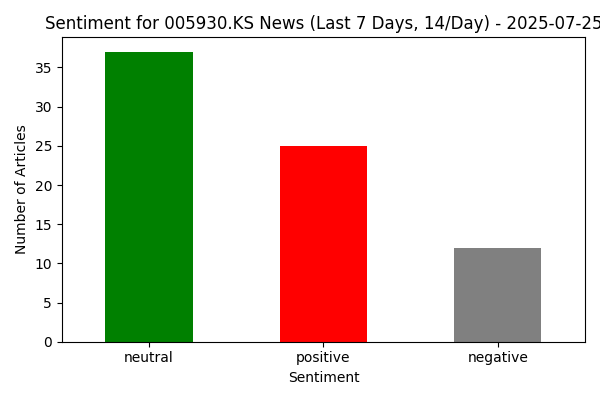 Sentiment for 005930.KS News (Last 7 Days, 14/Day) - 2025-07-25
Number of Articles
35
30
25
20
15
10
5
0
neutral positive negative
Sentiment